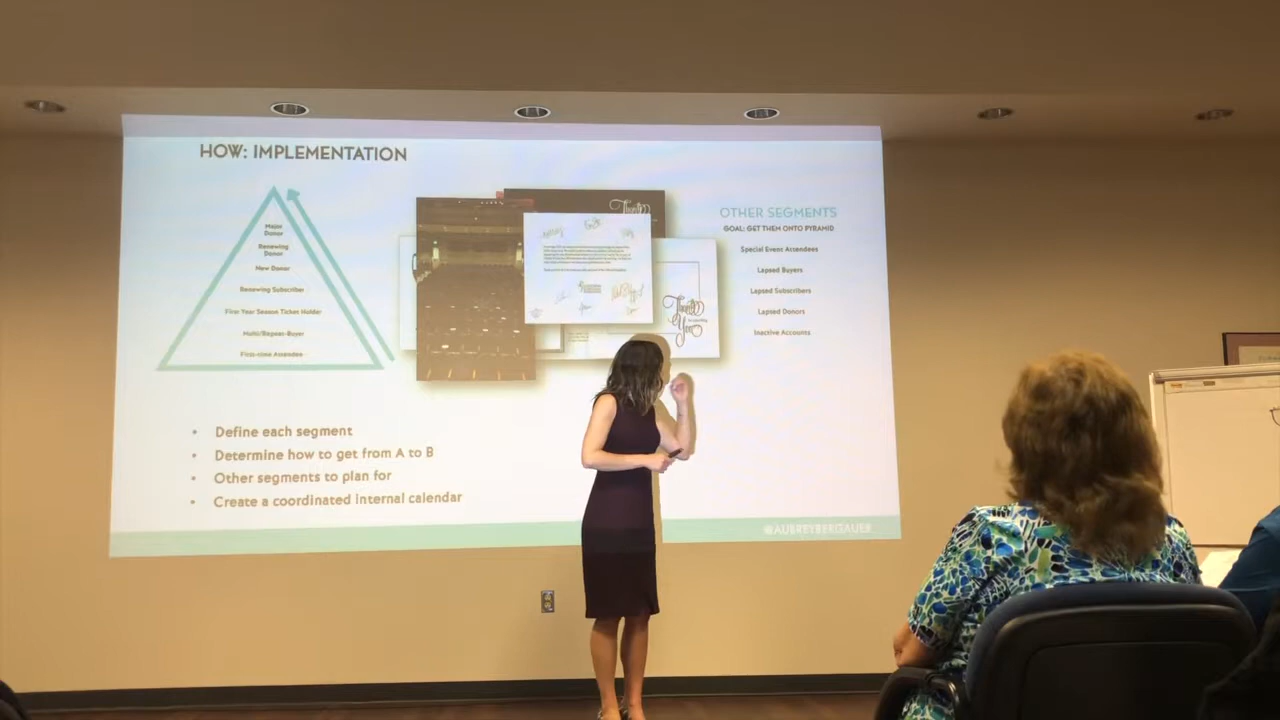 HOW: IMPLEMENTATION
Major
Donor
Renewing
Donor
New Donor
Renewing Subscriber
First Year Season Ticket Holder
Multi/Repeat-Buyer
First-time Attendee
Thank
Thank
You
OTHER SEGMENTS
GOAL: GET THEM ONTO PYRAMID
Special Event Attendees
Lapsed Buyers
Lapsed Subscribers
Lapsed Donors
Inactive Accounts
• Define each segment
• Determine how to get from A to B
• Other segments to plan for
• Create a coordinated internal calendar
@AUBREYBERGAUER